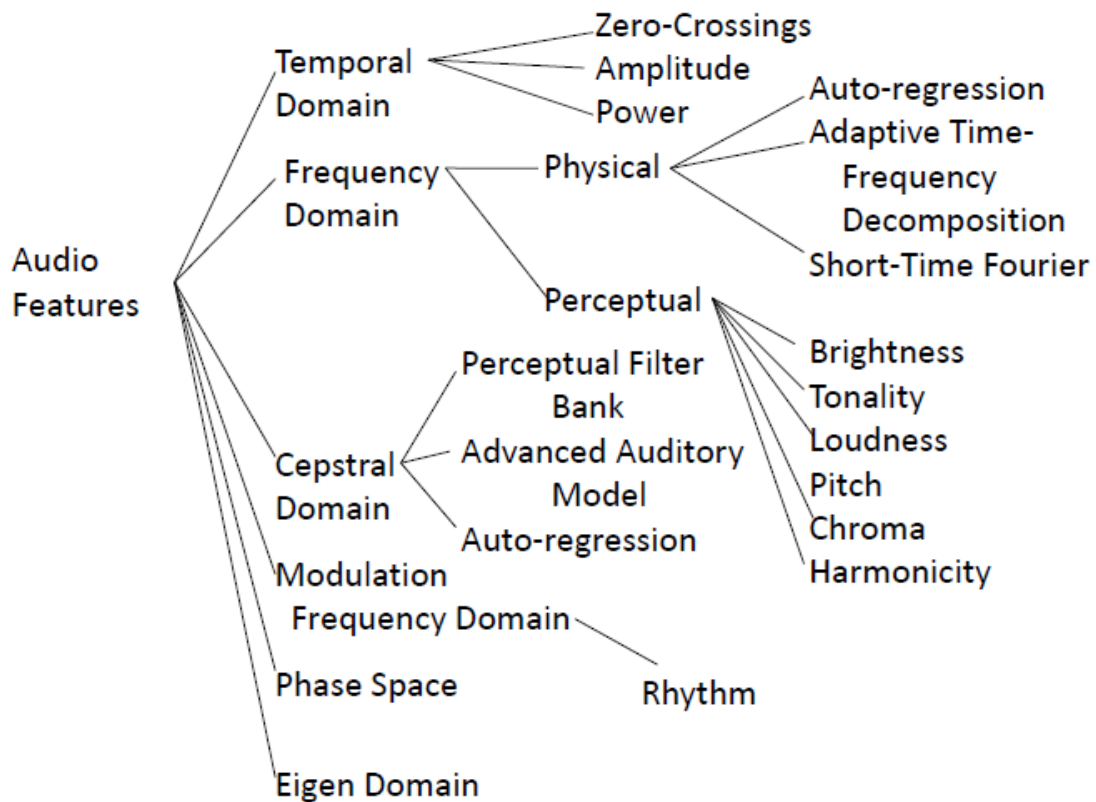 Audio
Features
Temporal
Domain
Zero-Crossings
Amplitude
Power
Frequency
Domain
Physical
Auto-regression
Adaptive Time-
Frequency
Decomposition
Short-Time Fourier
Perceptual
Brightness
Tonality
Loudness
Pitch
Chroma
Harmonicity
Cepstral
Domain
Perceptual Filter
Bank
Advanced Auditory
Model
Auto-regression
Modulation
Frequency Domain
Rhythm
Phase Space
Eigen Domain